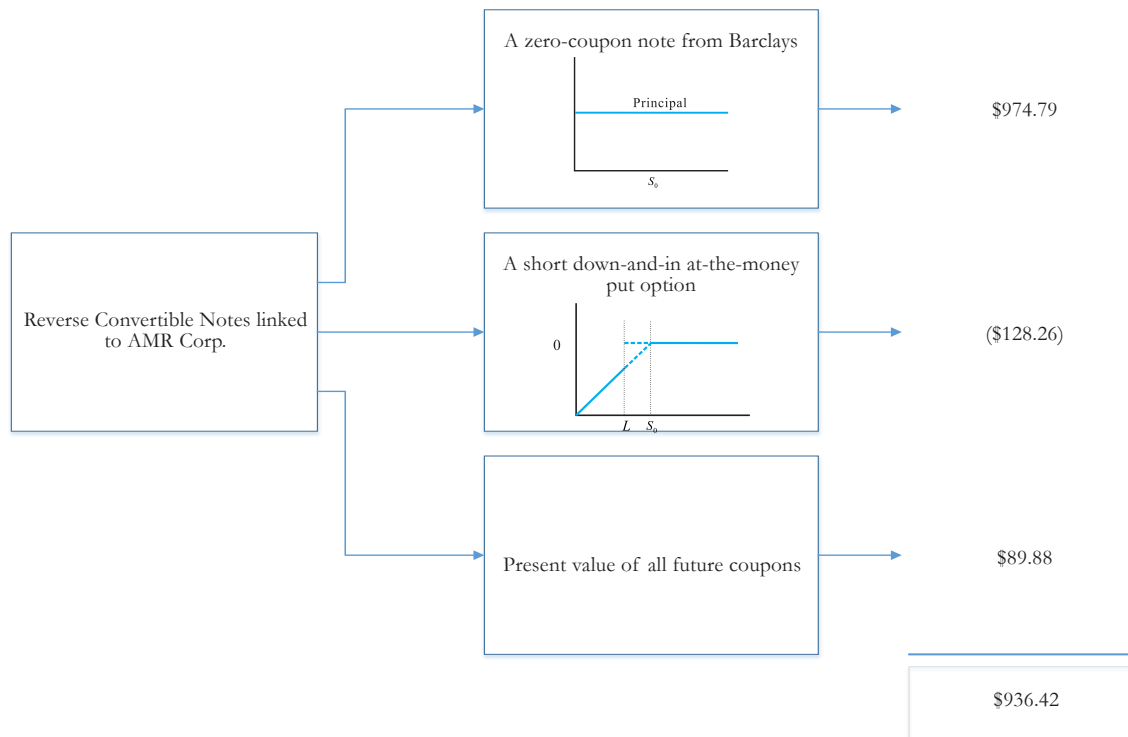 A zero-coupon note from Barclays
Principal
S₀
$974.79
Reverse Convertible Notes linked
to AMR Corp.
A short down-and-in at-the-money
put option
0
L S₀
($128.26)
Present value of all future coupons
$89.88
$936.42